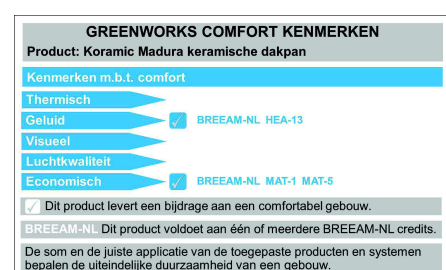 GREENWORKS COMFORT KENMERKEN
Product: Koramic Madura keramische dakpan
Kenmerken m.b.t. comfort
Thermisch
Geluid BREEAM-NL HEA-13
Visueel
Luchtkwaliteit
Economisch BREEAM-NL MAT-1 MAT-5
Dit product levert een bijdrage aan een comfortabel gebouw.
BREEAM-NL Dit product voldoet aan één of meerdere BREEAM-NL credits.
De som en de juiste applicatie van de toegepaste producten en systemen
bepalen de uiteindelijke duurzaamheid van een gebouw.